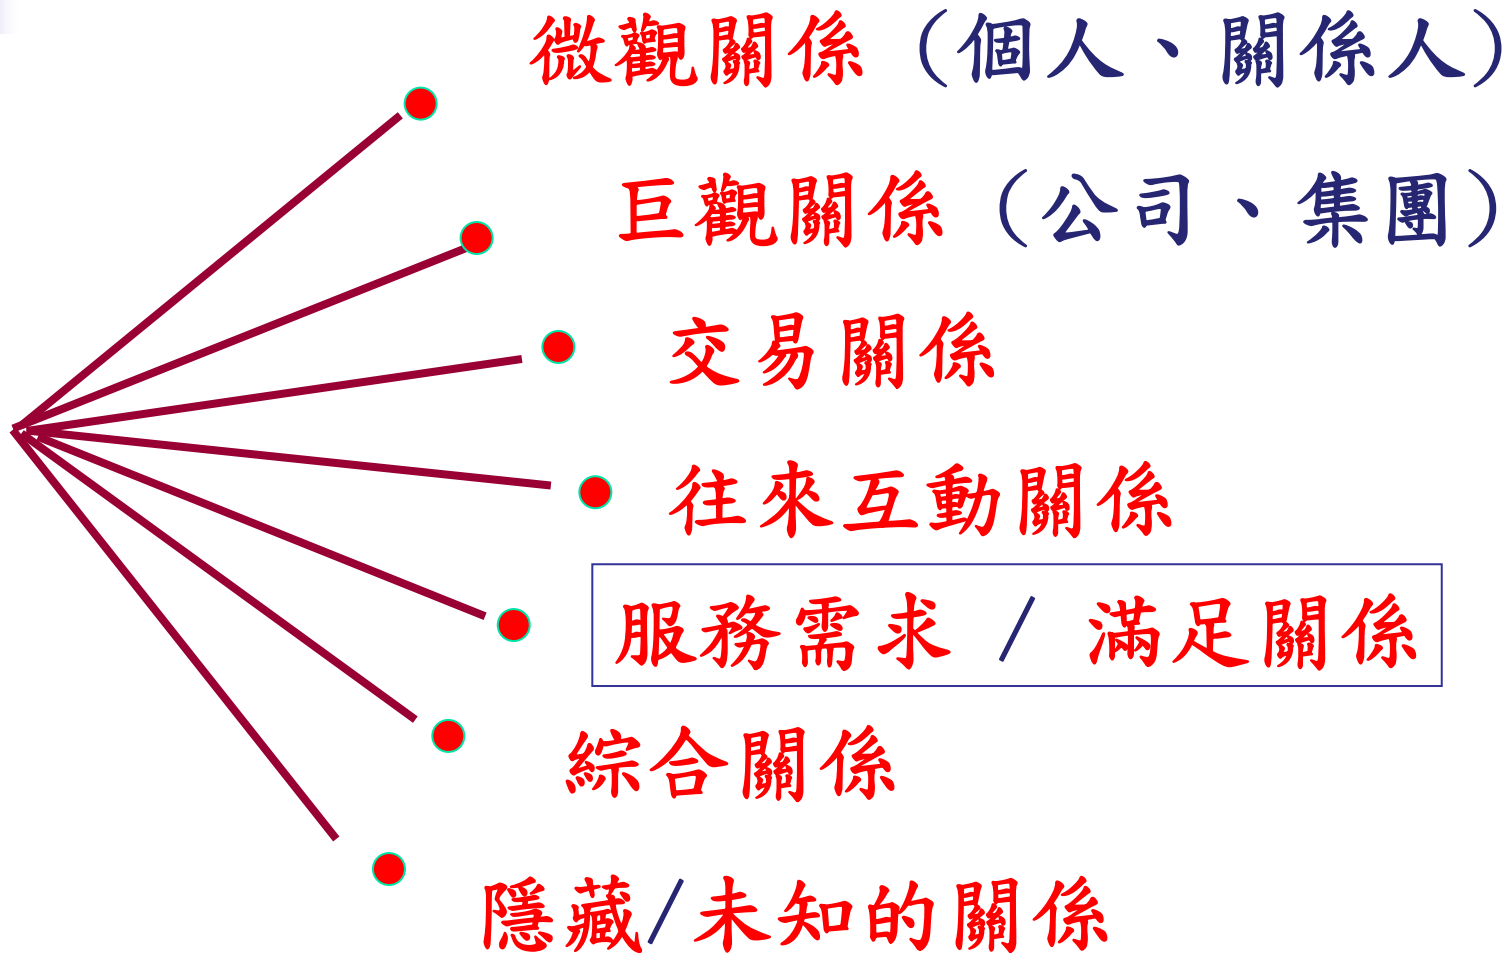 微觀關係（個人、關係人）
巨觀關係（公司、集團）
交易關係
往來互動關係
服務需求 / 滿足關係
綜合關係
隱藏/未知的關係